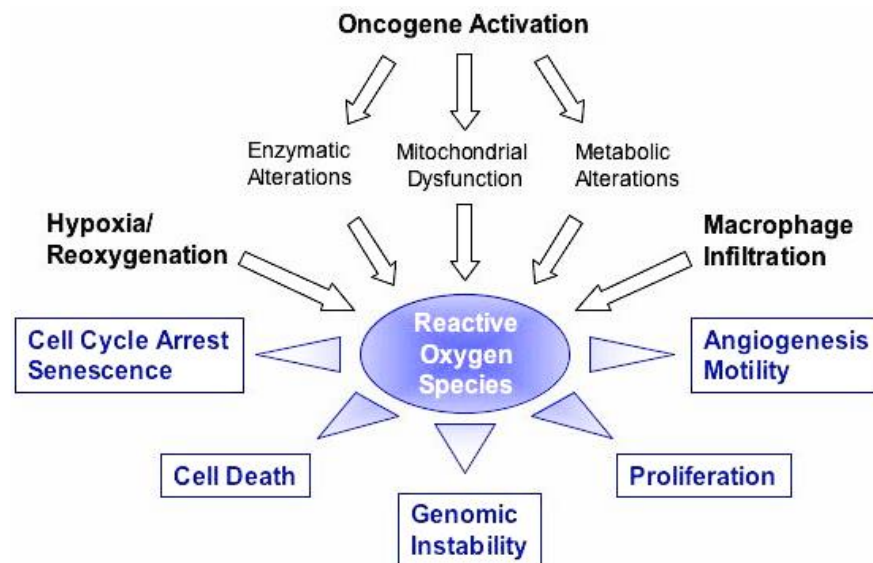 Oncogene Activation
Enzymatic
Alterations
Mitochondrial
Dysfunction
Metabolic
Alterations
Hypoxia/
Reoxygenation
Macrophage
Infiltration
Reactive
Oxygen
Species
Cell Cycle Arrest
Senescence
Angiogenesis
Motility
Cell Death
Proliferation
Genomic
Instability